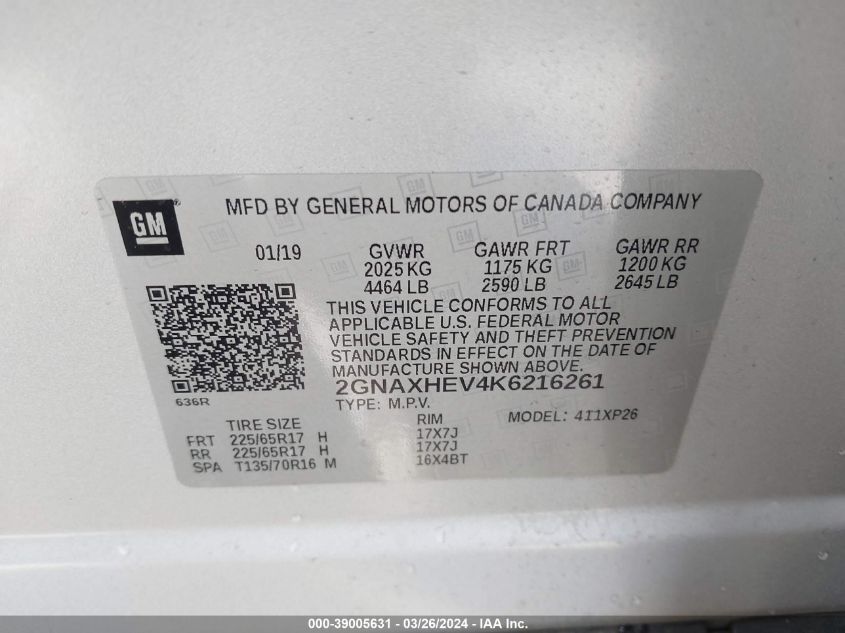 GM
MFD BY GENERAL MOTORS OF CANADA COMPANY
01/19 GVWR GAWR FRT GAWR RR
2025 KG 1175 KG 1200 KG
4464 LB 2590 LB 2645 LB
THIS VEHICLE CONFORMS TO ALL
APPLICABLE U.S. FEDERAL MOTOR
VEHICLE SAFETY AND THEFT PREVENTION
STANDARDS IN EFFECT ON THE DATE OF
MANUFACTURE SHOWN ABOVE.
2GNAXHEV4K6216261
636R
TYPE: M.P.V. MODEL: 411XP26
TIRE SIZE RIM
FRT 225/65R17 H 17X7J
RR 225/65R17 H 17X7J
SPA T135/70R16 M 16X4BT
000-39005631 - 03/26/2024 - IAA Inc.